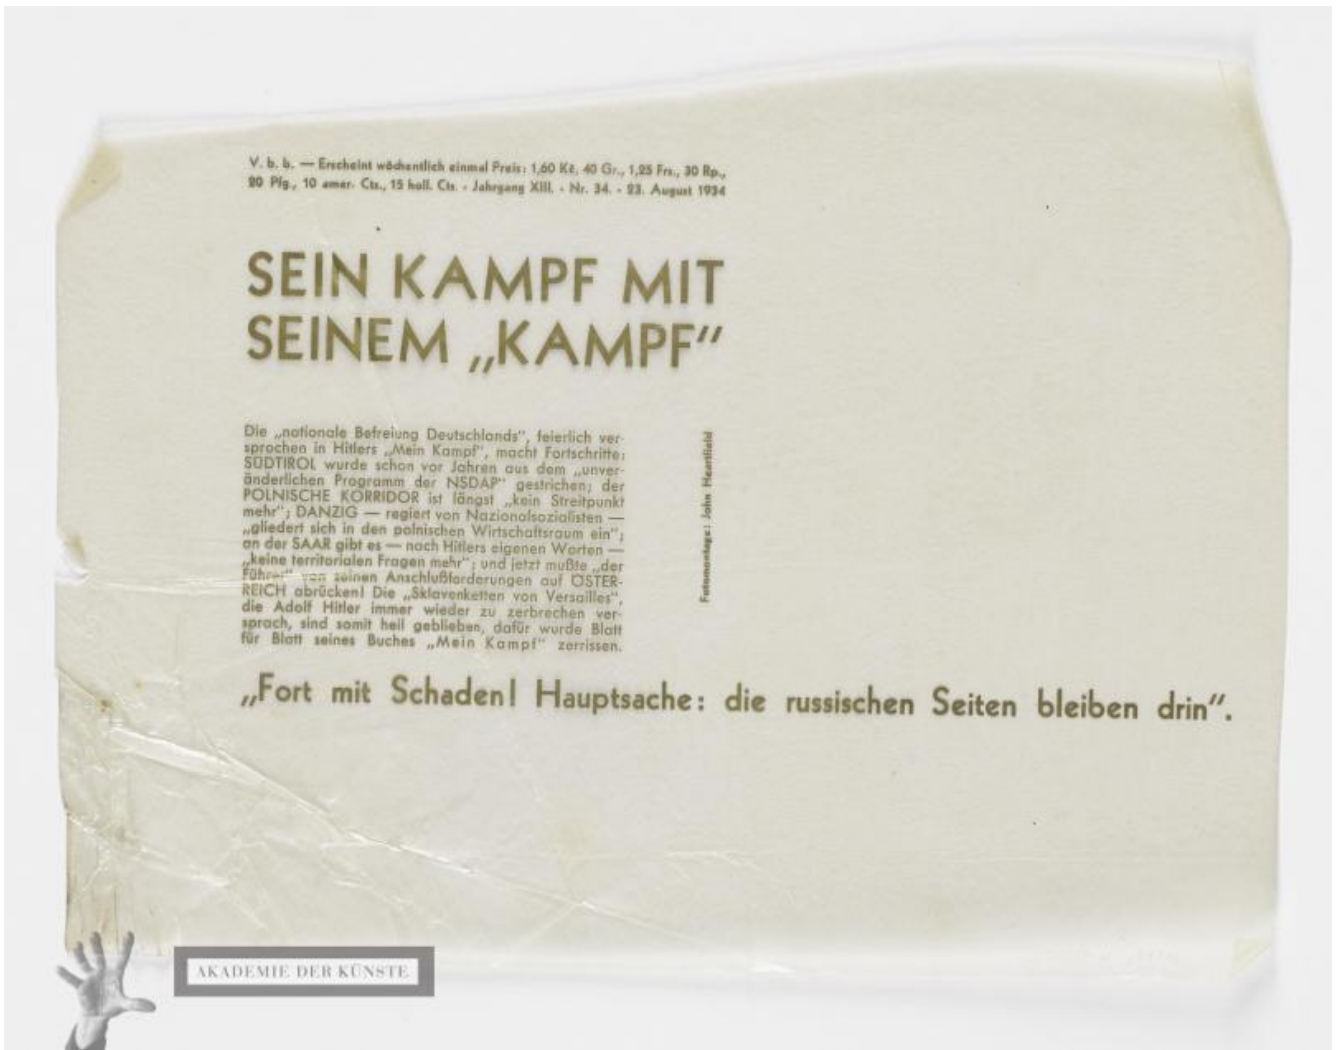 V. b. b. — Erscheint wöchentlich einmal Preis: 1,60 Kč, 40 Gr., 1,25 Frs., 30 Rp.,
20 Pfg., 10 amer. Cts., 15 holl. Cts. - Jahrgang XIII. - Nr. 34. - 23. August 1934
SEIN KAMPF MIT
SEINEM „KAMPF“
Die „nationale Befreiung Deutschlands“, feierlich ver-
sprochen in Hitlers „Mein Kampf“, macht Fortschritte:
SÜDTIROL wurde schon vor Jahren aus dem „unver-
änderlichen Programm der NSDAP“ gestrichen; der
POLNISCHE KORRIDOR ist längst „kein Streitpunkt
mehr“; DANZIG — regiert von Nazionalsozialisten —
„gliedert sich in den polnischen Wirtschaftsraum ein“;
an der SAAR gibt es — nach Hitlers eigenen Worten —
„keine territorialen Fragen mehr“; und jetzt mußte „der
Führer“ von seinen Anschlußforderungen auf ÖSTER-
REICH abrücken! Die „Sklavenketten von Versailles“,
die Adolf Hitler immer wieder zu zerbrechen ver-
sprach, sind somit heil geblieben, dafür wurde Blatt
für Blatt seines Buches „Mein Kampf“ zerrissen.
Fotomontage: John Heartfield
„Fort mit Schaden! Hauptsache: die russischen Seiten bleiben drin“.
AKADEMIE DER KÜNSTE